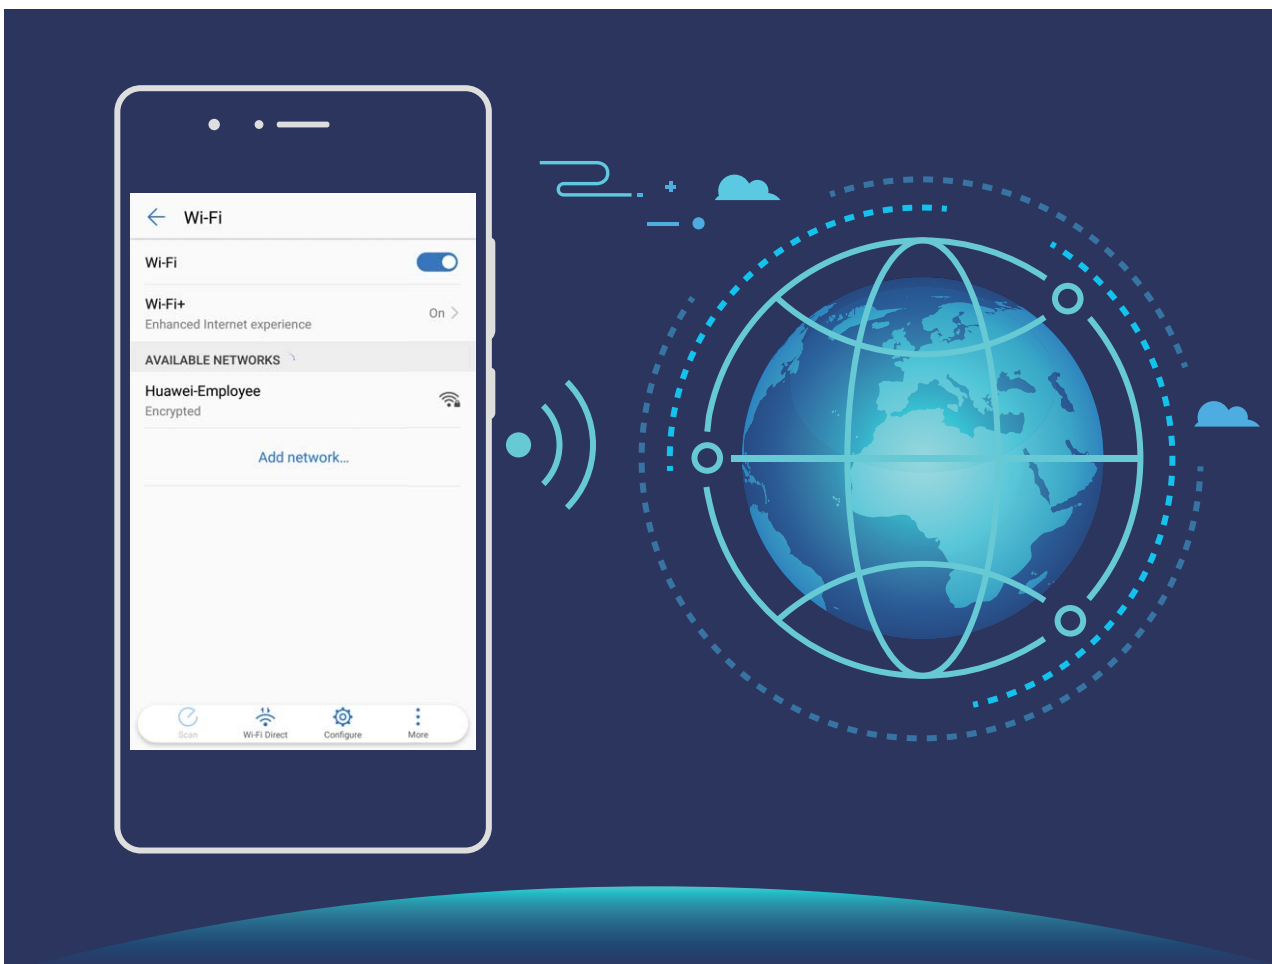 Wi-Fi
Wi-Fi
Wi-Fi+
Enhanced Internet experience
On
AVAILABLE NETWORKS
Huawei-Employee
Encrypted
Add network...
Scan
Wi-Fi Direct
Configure
More